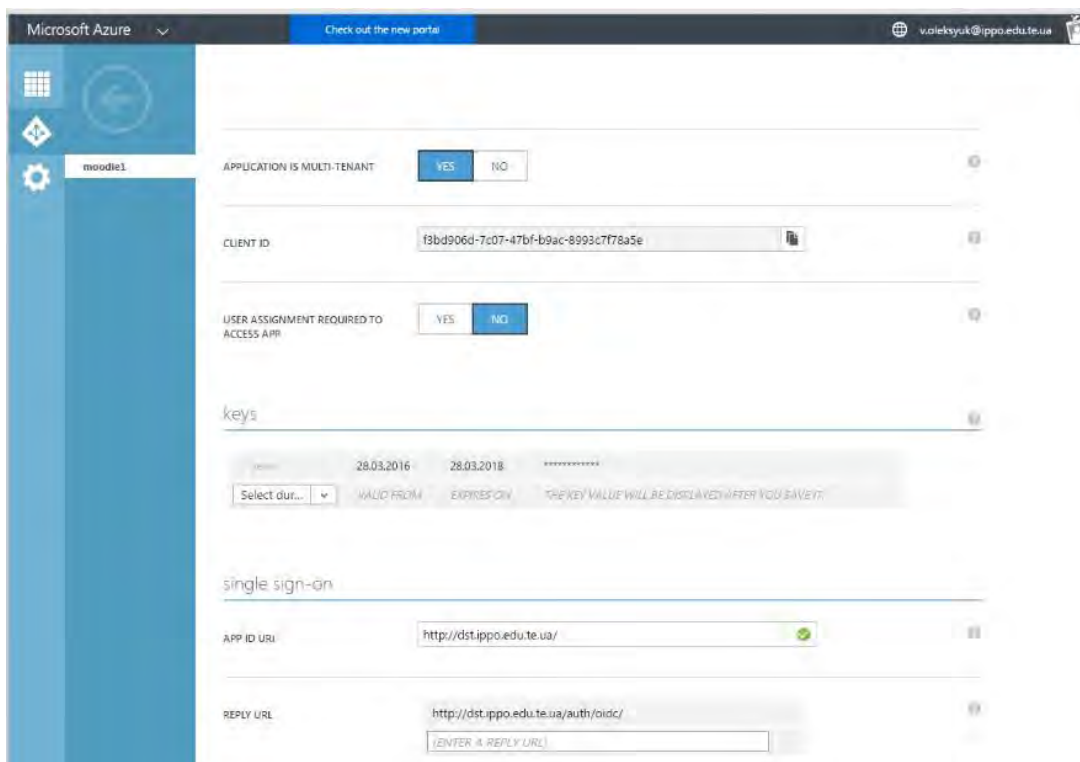 Microsoft Azure
Check out the new portal
v.oleksyuk@ippo.edu.te.ua
moodle1
APPLICATION IS MULTI-TENANT
YES NO
CLIENT ID
f3bd906d-7c07-47bf-b9ac-8993c7f78a5e
USER ASSIGNMENT REQUIRED TO
ACCESS APP
YES NO
keys
28.03.2016 28.03.2018 ************
Select dur... VALID FROM EXPIRES ON THE KEY VALUE WILL BE DISPLAYED AFTER YOU SAVE IT.
single sign-on
APP ID URI
http://dst.ippo.edu.te.ua/
REPLY URL
http://dst.ippo.edu.te.ua/auth/oidc/
(ENTER A REPLY URL)